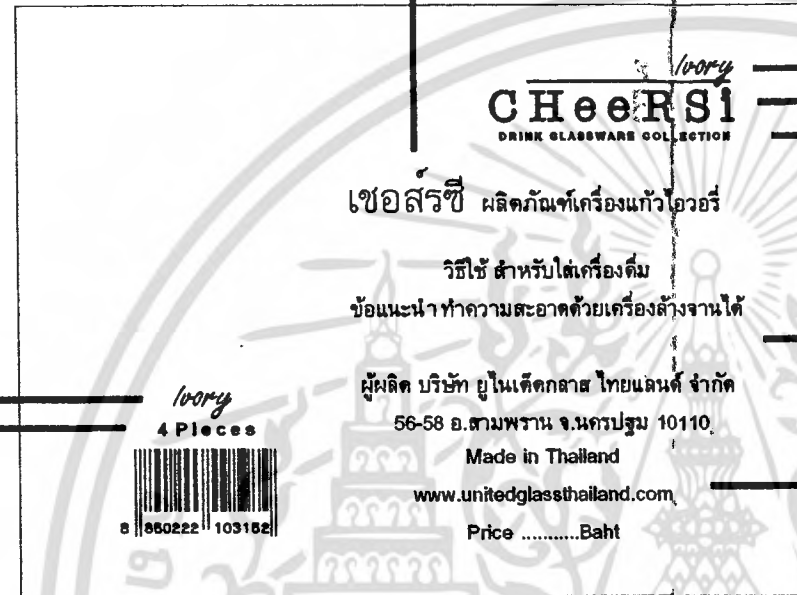 Ivory
CHeeRSi
DRINK GLASSWARE COLLECTION
เชอส์รซี่ ผลิตภัณฑ์เครื่องแก้วไอวอรี่
วิธีใช้ สำหรับใส่เครื่องดื่ม
ข้อแนะนำ ทำความสะอาดด้วยเครื่องล้างจานได้
ผู้ผลิต บริษัท ยูไนเต็ดกลาส ไทยแลนด์ จำกัด
56-58 อ.สามพราน จ.นครปฐม 10110
Made in Thailand
www.unitedglassthailand.com
Price ...........Baht
Ivory
4 Pieces
8 850222 103152